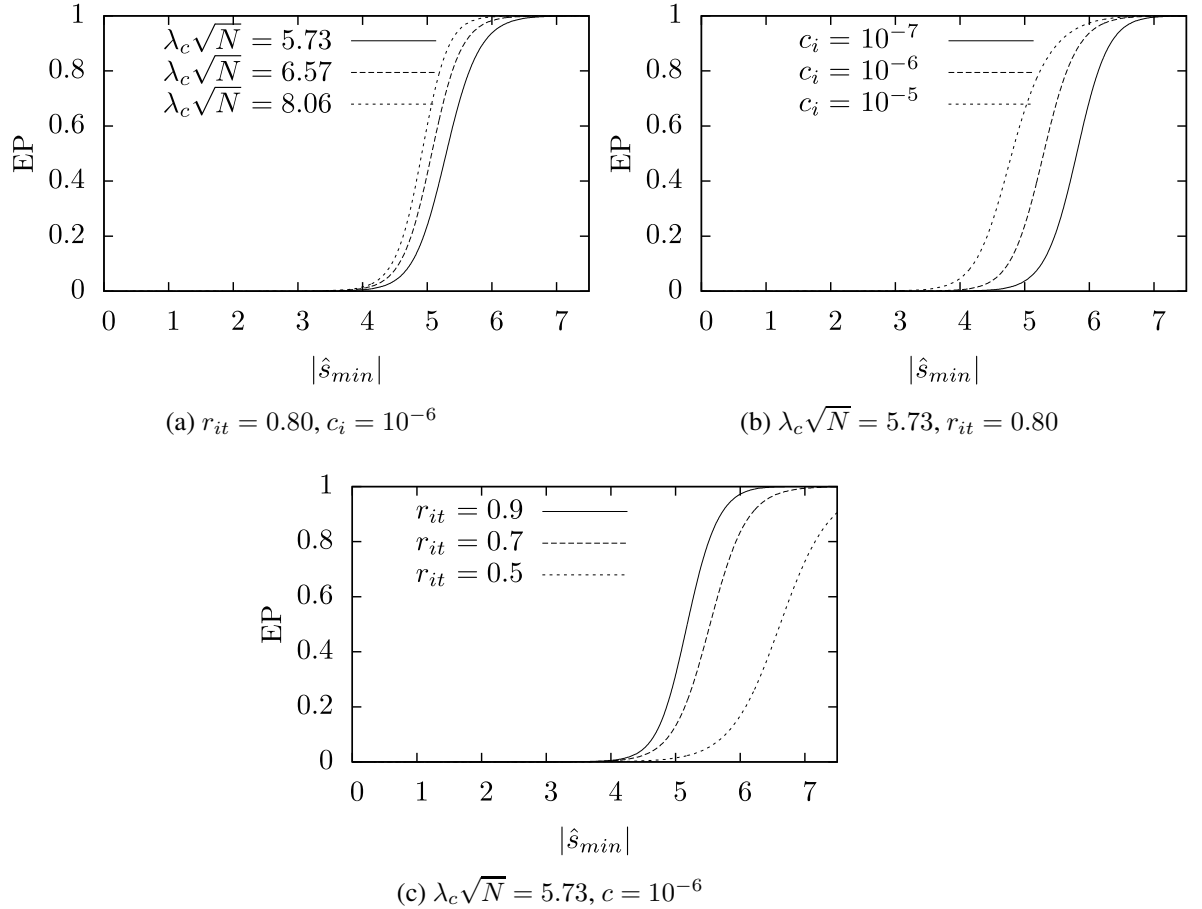 1
0.8
0.6
0.4
0.2
0
EP
λ_c√N = 5.73
λ_c√N = 6.57
λ_c√N = 8.06
0 1 2 3 4 5 6 7
|ŝ_min|
(a) r_it = 0.80, c_i = 10^−6
1
0.8
0.6
0.4
0.2
0
EP
c_i = 10^−7
c_i = 10^−6
c_i = 10^−5
0 1 2 3 4 5 6 7
|ŝ_min|
(b) λ_c√N = 5.73, r_it = 0.80
1
0.8
0.6
0.4
0.2
0
EP
r_it = 0.9
r_it = 0.7
r_it = 0.5
0 1 2 3 4 5 6 7
|ŝ_min|
(c) λ_c√N = 5.73, c = 10^−6